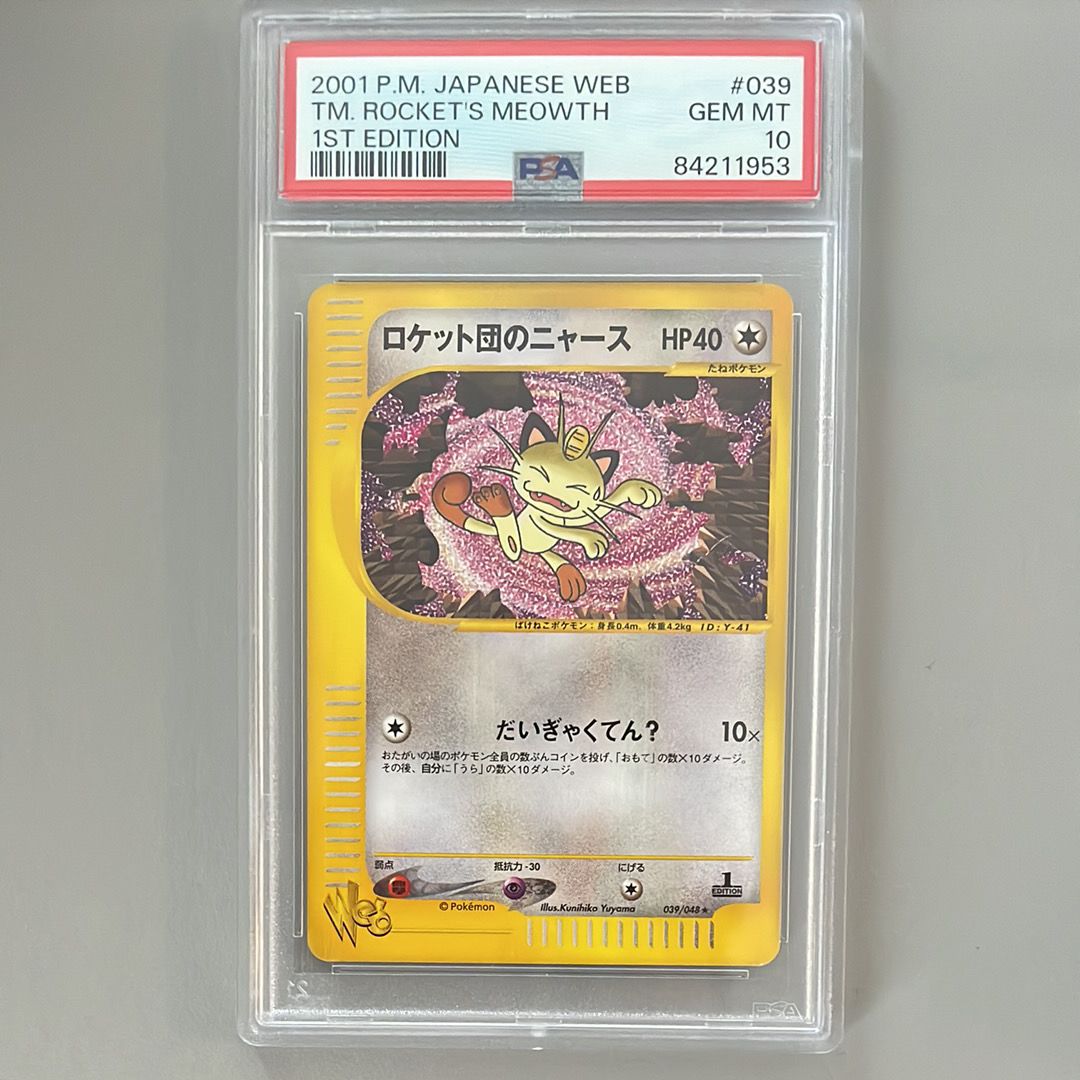 2001 P.M. JAPANESE WEB #039
TM. ROCKET'S MEOWTH GEM MT
1ST EDITION 10
PSA 84211953
ロケット団のニャース HP40
たねポケモン
ばけねこポケモン:身長0.4m. 体重4.2kg ID:Y-41
だいぎゃくてん? 10×
おたがいの場のポケモン全員の数ぶんコインを投げ、「おもて」の数×10ダメージ。
その後、自分に「うら」の数×10ダメージ。
弱点 抵抗力-30 にげる
1 EDITION
Web
©Pokémon Illus.Kunihiko Yuyama 039/048★
PSA